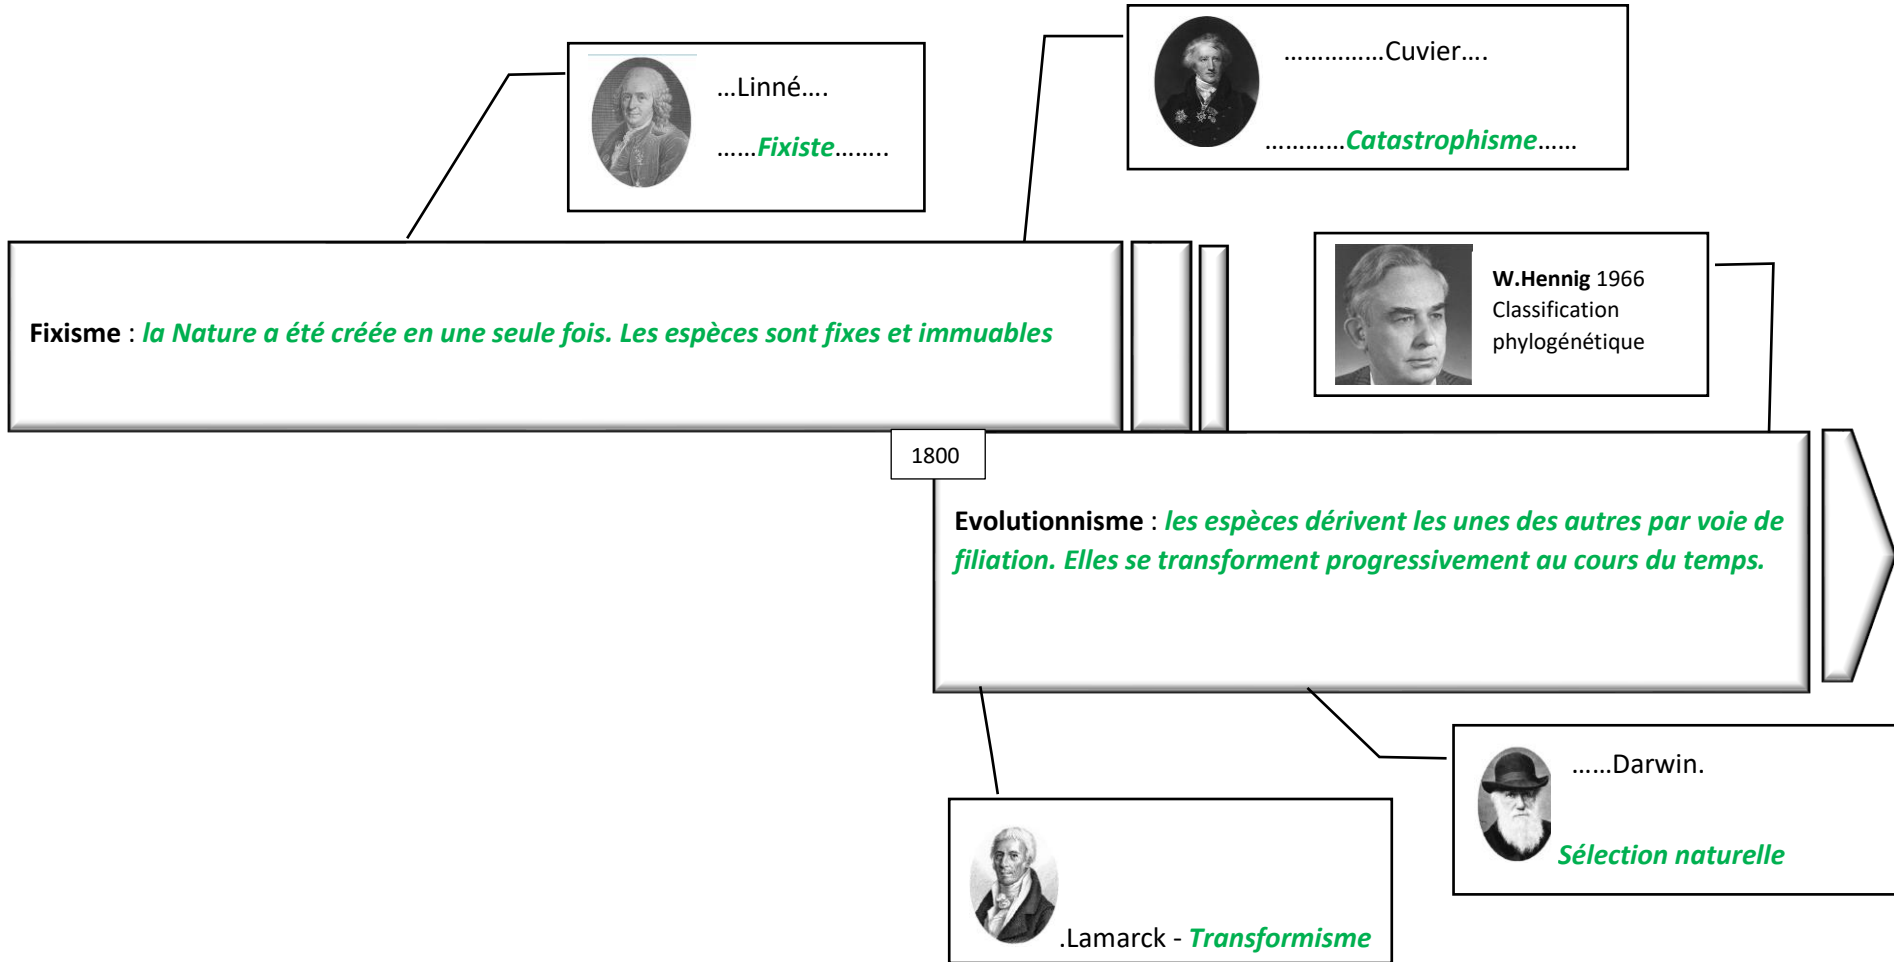 ...Linné....
......Fixiste........
...............Cuvier....
............Catastrophisme......
Fixisme : la Nature a été créée en une seule fois. Les espèces sont fixes et immuables
W.Hennig 1966
Classification
phylogénétique
1800
Evolutionnisme : les espèces dérivent les unes des autres par voie de
filiation. Elles se transforment progressivement au cours du temps.
......Darwin.
Sélection naturelle
.Lamarck - Transformisme